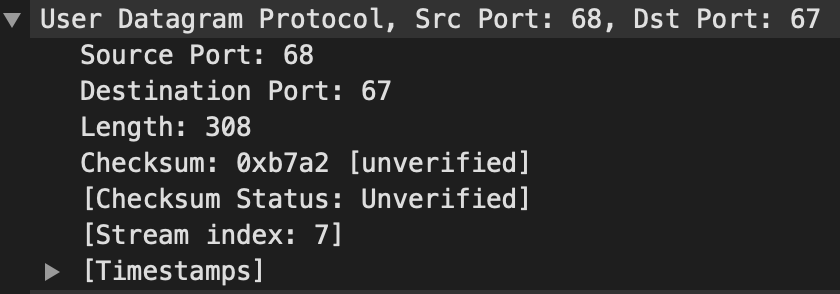 User Datagram Protocol, Src Port: 68, Dst Port: 67
Source Port: 68
Destination Port: 67
Length: 308
Checksum: 0xb7a2 [unverified]
[Checksum Status: Unverified]
[Stream index: 7]
[Timestamps]